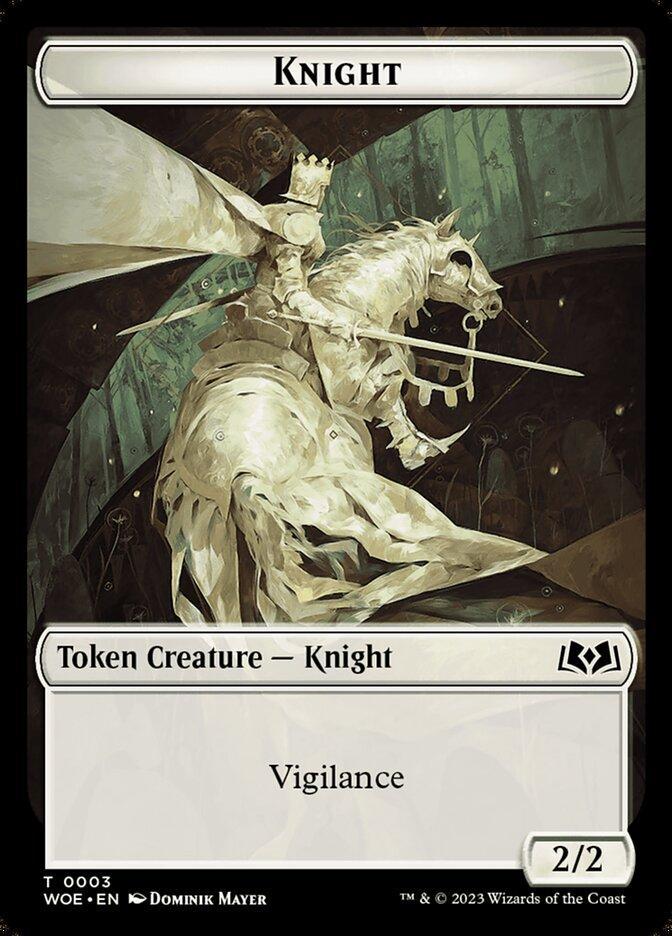 Knight
Token Creature — Knight
Vigilance
2/2
T 0003
WOE • EN Dominik Mayer
™ & © 2023 Wizards of the Coast